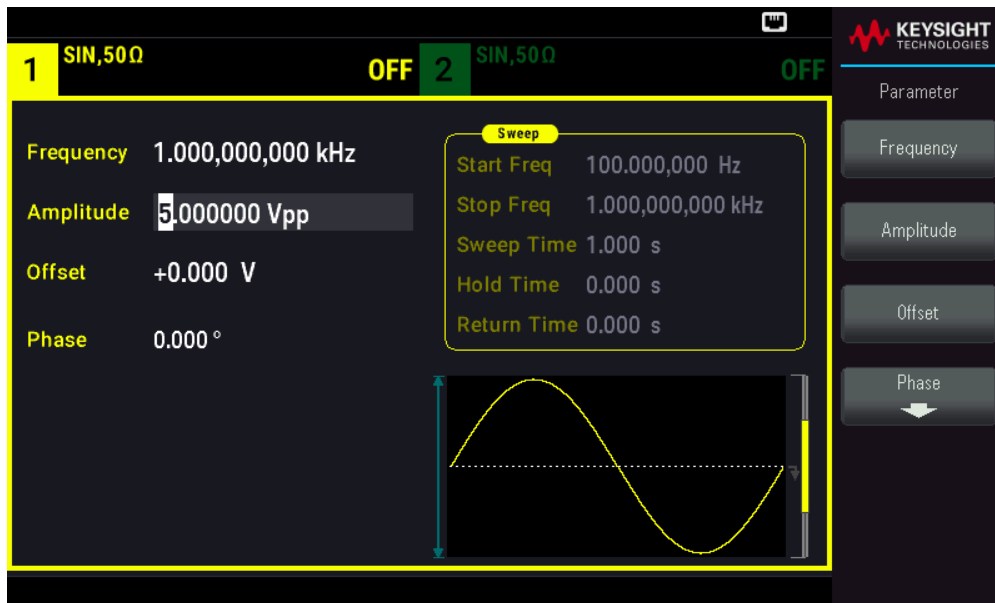 KEYSIGHT
TECHNOLOGIES
1 SIN,50Ω OFF
2 SIN,50Ω OFF
Parameter
Frequency 1.000,000,000 kHz
Amplitude 5.000000 Vpp
Offset +0.000 V
Phase 0.000 °
Sweep
Start Freq 100.000,000 Hz
Stop Freq 1.000,000,000 kHz
Sweep Time 1.000 s
Hold Time 0.000 s
Return Time 0.000 s
Frequency
Amplitude
Offset
Phase